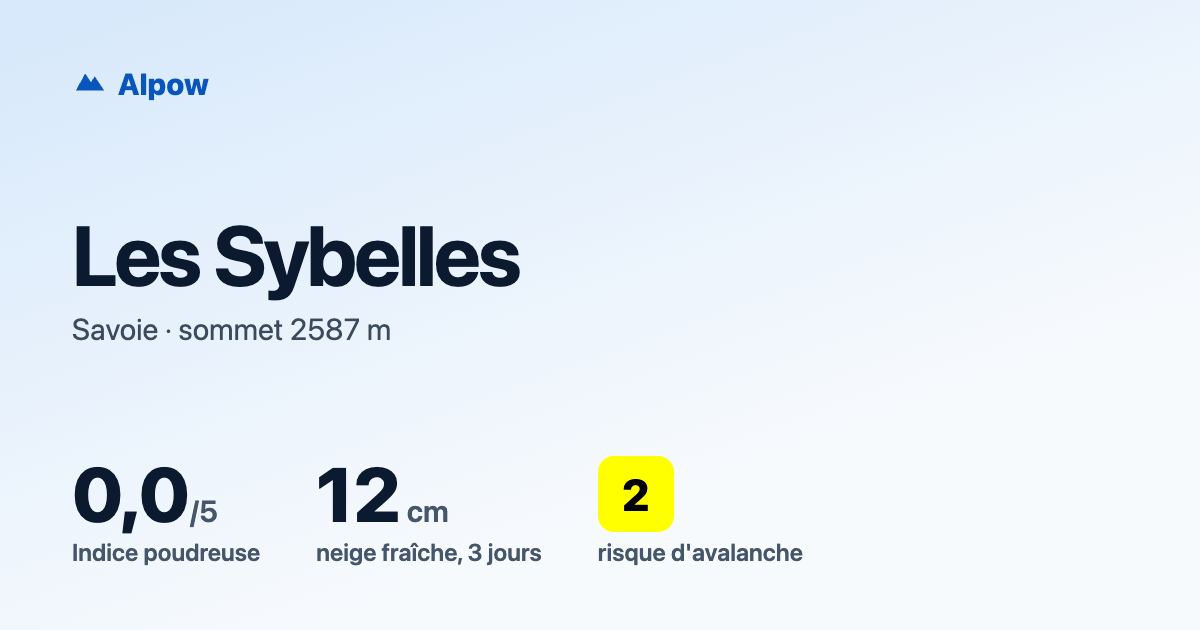 Alpow
Les Sybelles
Savoie · sommet 2587 m
0,0/5
Indice poudreuse
12 cm
neige fraîche, 3 jours
2
risque d'avalanche